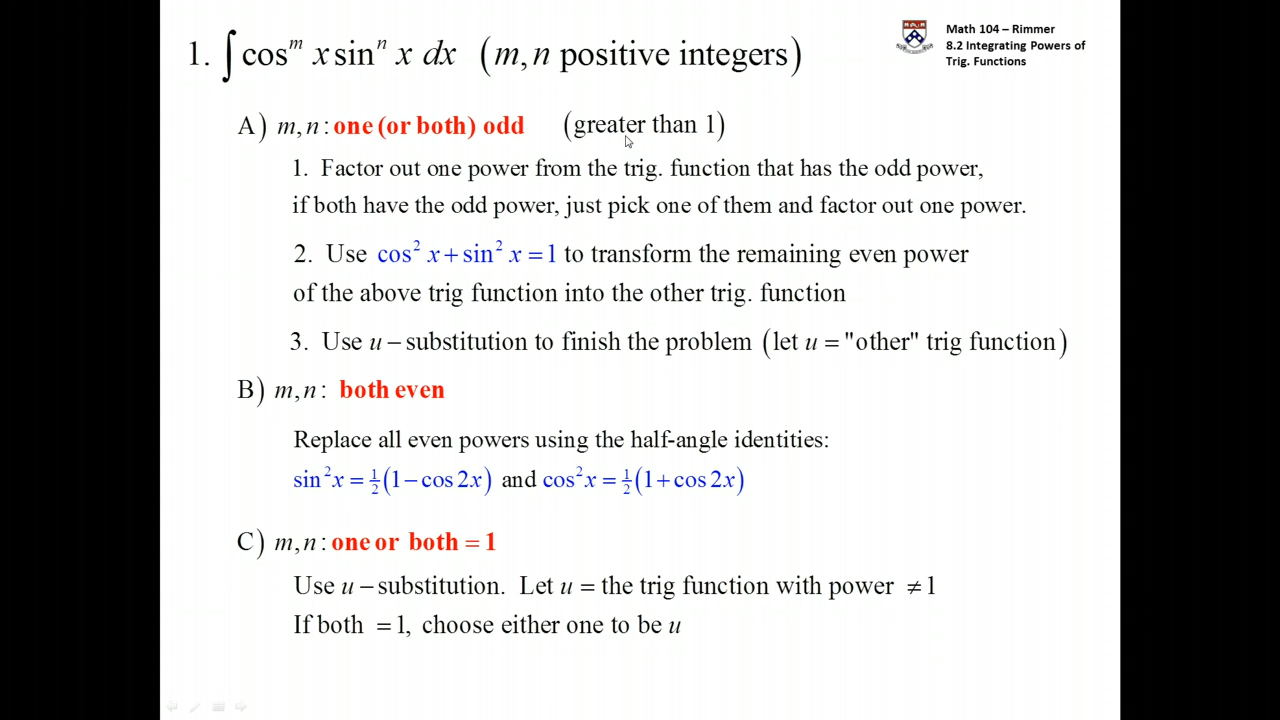 1. ∫ cos^m x sin^n x dx (m, n positive integers)
Math 104 – Rimmer
8.2 Integrating Powers of
Trig. Functions
A) m, n : one (or both) odd (greater than 1)
1. Factor out one power from the trig. function that has the odd power,
if both have the odd power, just pick one of them and factor out one power.
2. Use cos² x + sin² x = 1 to transform the remaining even power
of the above trig function into the other trig. function
3. Use u – substitution to finish the problem (let u = "other" trig function)
B) m, n : both even
Replace all even powers using the half-angle identities:
sin²x = ½(1 – cos 2x) and cos²x = ½(1 + cos 2x)
C) m, n : one or both = 1
Use u – substitution. Let u = the trig function with power ≠ 1
If both = 1, choose either one to be u